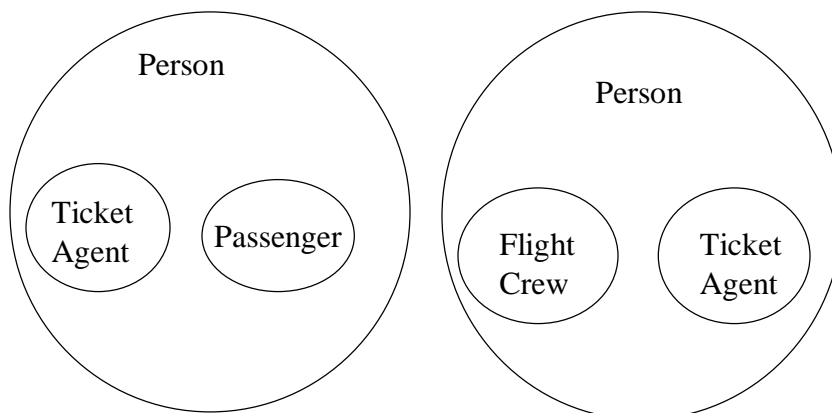 Person
Ticket
Agent
Passenger
Person
Flight
Crew
Ticket
Agent